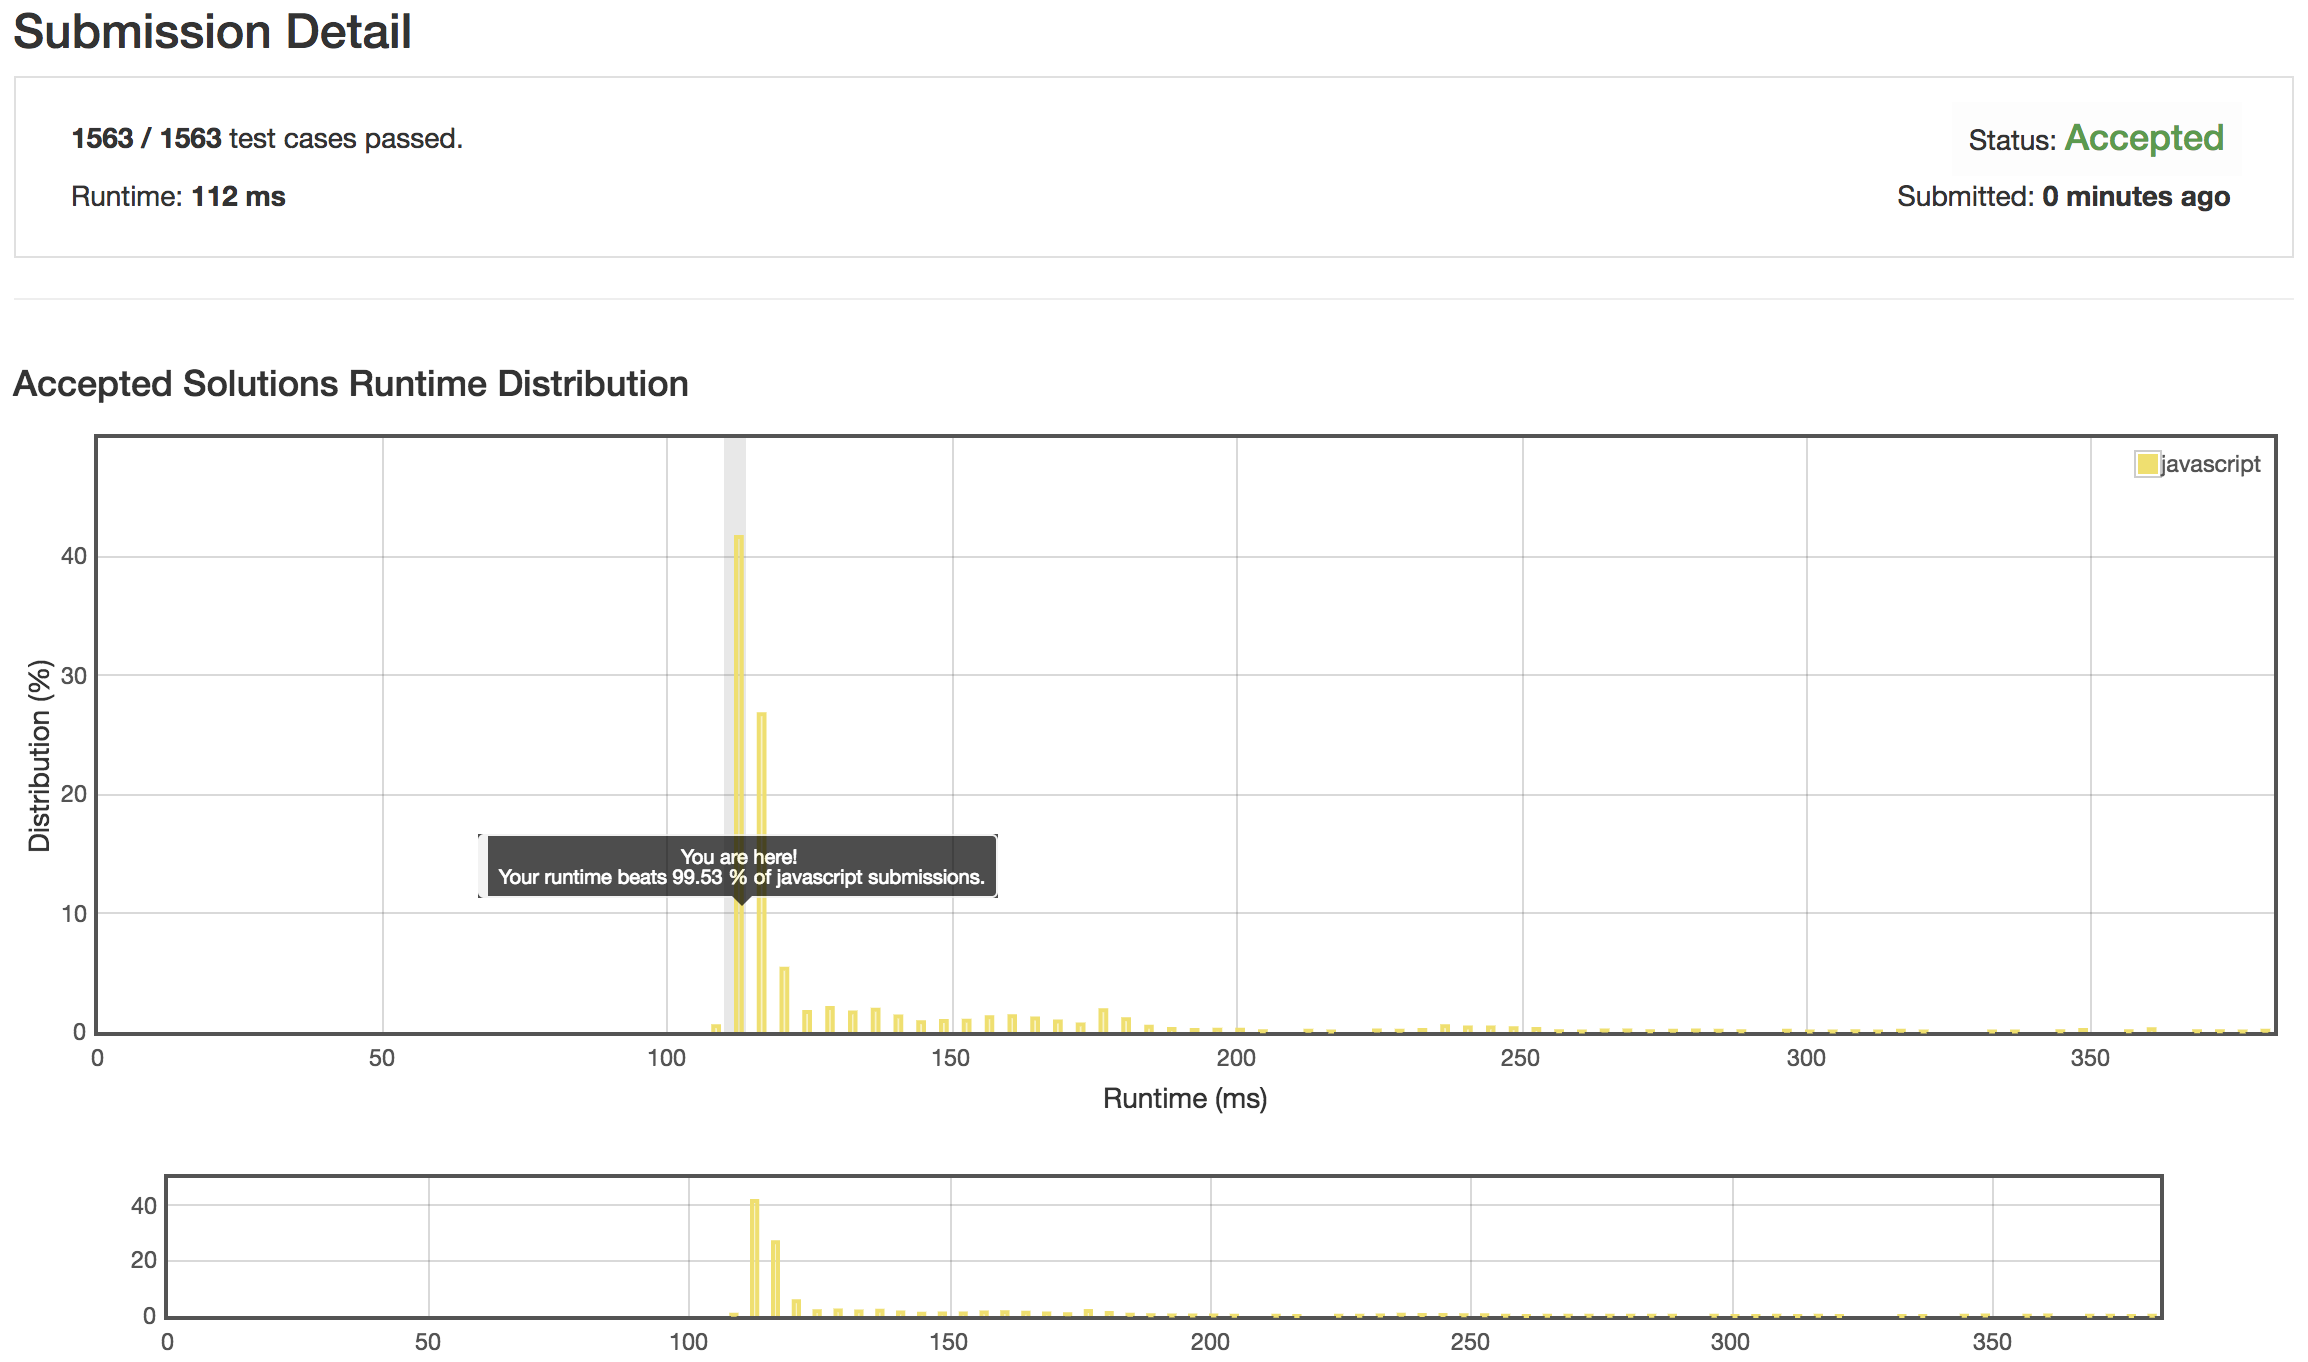 Submission Detail
1563 / 1563 test cases passed.
Status: Accepted
Runtime: 112 ms
Submitted: 0 minutes ago
Accepted Solutions Runtime Distribution
javascript
40
30
20
10
0
Distribution (%)
You are here!
Your runtime beats 99.53 % of javascript submissions.
0 50 100 150 200 250 300 350
Runtime (ms)
40
20
0
0 50 100 150 200 250 300 350